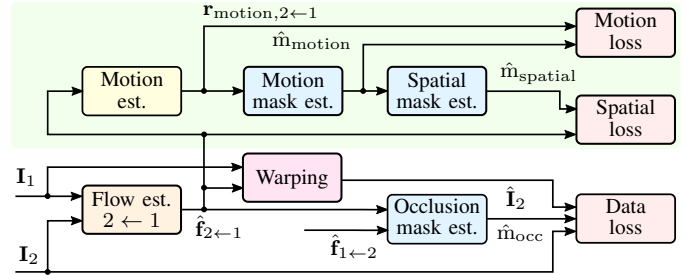 r_motion,2←1
Motion
loss
m̂_motion
Motion
est.
Motion
mask est.
Spatial
mask est.
m̂_spatial
Spatial
loss
I_1
Warping
Flow est.
2 ← 1
f̂_2←1
Occlusion
mask est.
Î_2
m̂_occ
Data
loss
f̂_1←2
I_2